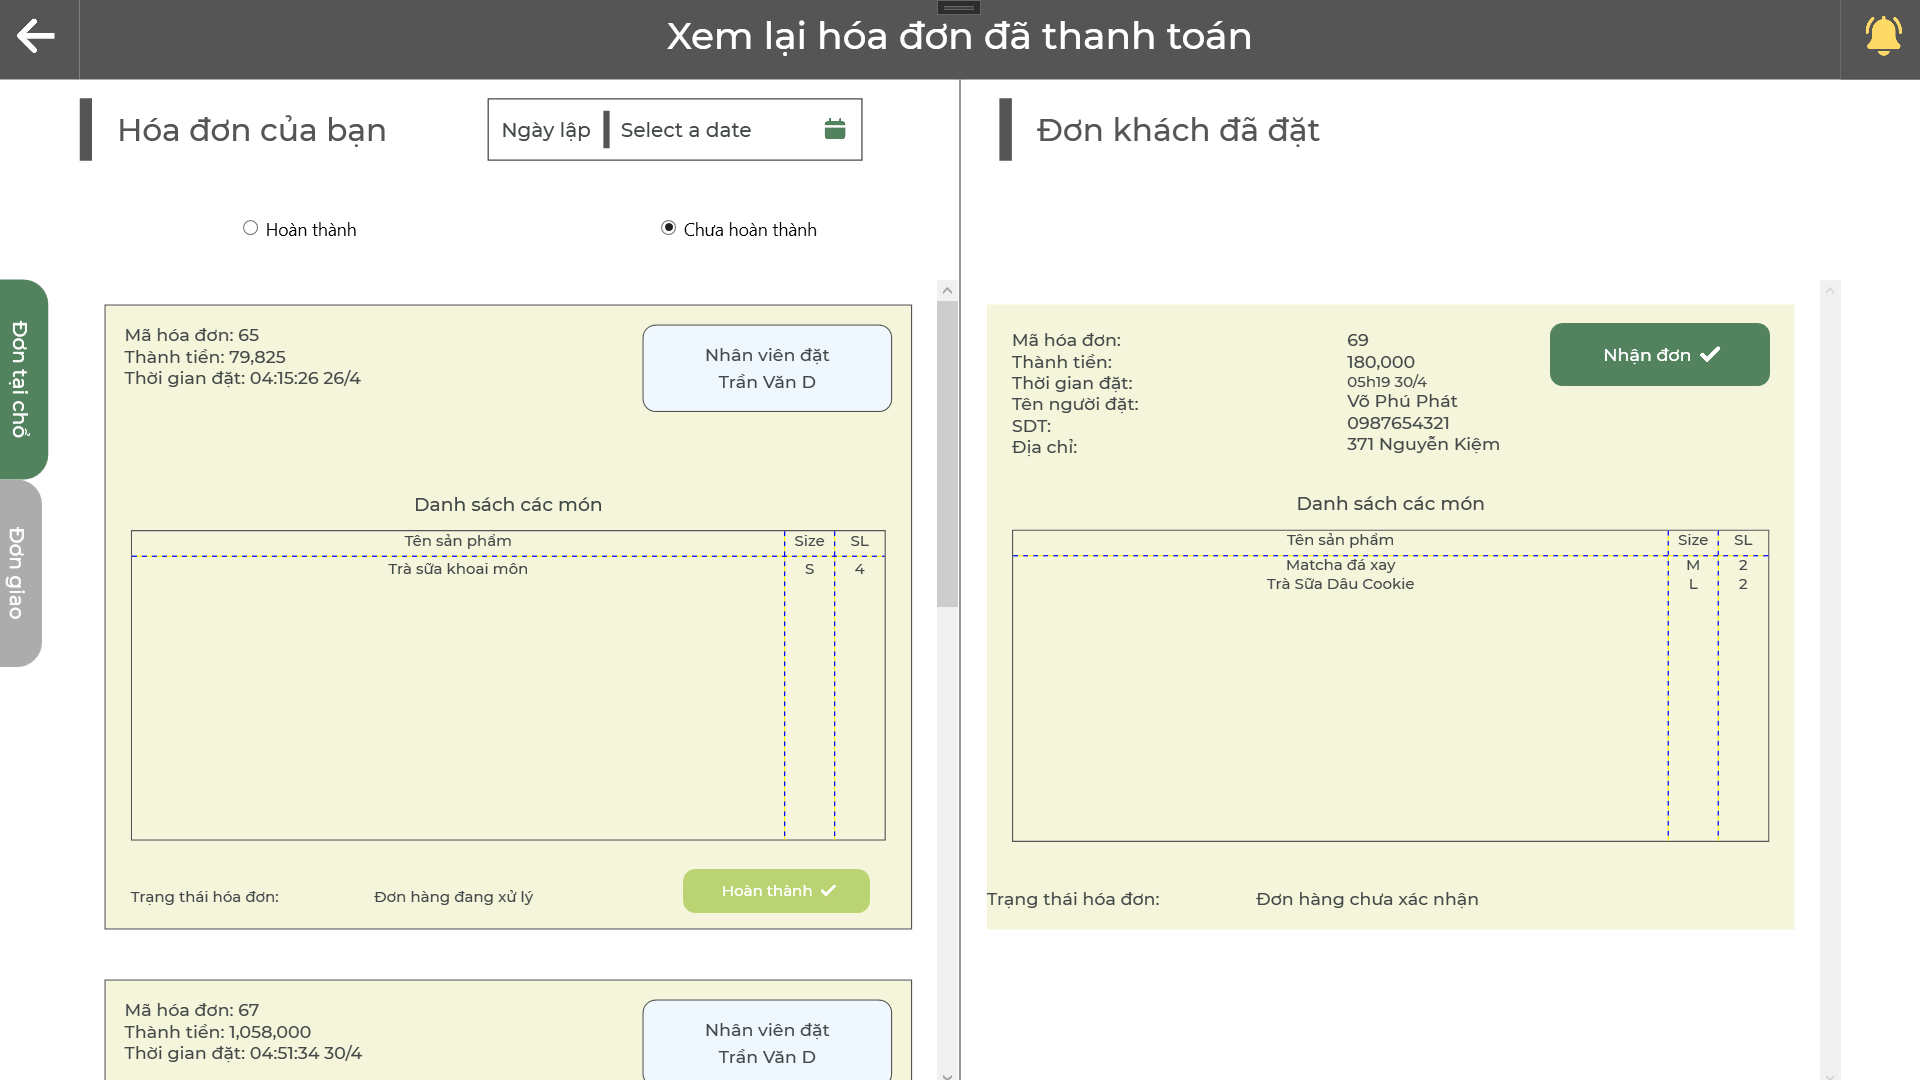 Xem lại hóa đơn đã thanh toán
Hóa đơn của bạn
Ngày lập
Select a date
Hoàn thành
Chưa hoàn thành
Đơn tại chổ
Đơn giao
Mã hóa đơn: 65
Thành tiền: 79,825
Thời gian đặt: 04:15:26 26/4
Nhân viên đặt
Trần Văn D
Danh sách các món
Tên sản phẩm Size SL
Trà sữa khoai môn S 4
Trạng thái hóa đơn: Đơn hàng đang xử lý
Hoàn thành
Mã hóa đơn: 67
Thành tiền: 1,058,000
Thời gian đặt: 04:51:34 30/4
Nhân viên đặt
Trần Văn D
Đơn khách đã đặt
Mã hóa đơn: 69
Thành tiền: 180,000
Thời gian đặt: 05h19 30/4
Tên người đặt: Võ Phú Phát
SDT: 0987654321
Địa chỉ: 371 Nguyễn Kiệm
Nhận đơn
Danh sách các món
Tên sản phẩm Size SL
Matcha đá xay M 2
Trà Sữa Dâu Cookie L 2
Trạng thái hóa đơn: Đơn hàng chưa xác nhận